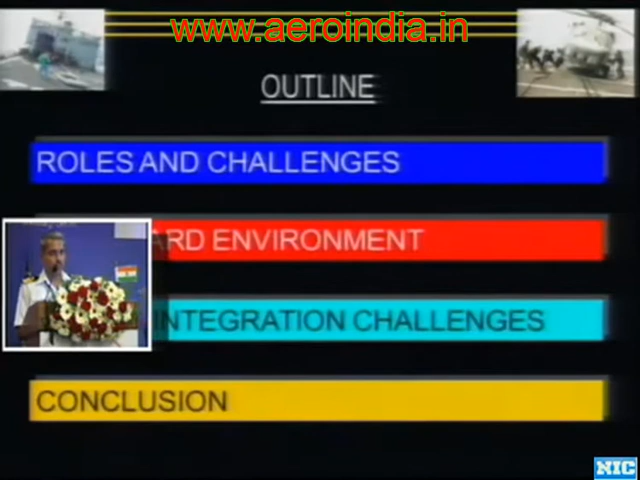 www.aeroindia.in
OUTLINE
ROLES AND CHALLENGES
ARD ENVIRONMENT
INTEGRATION CHALLENGES
CONCLUSION
NIC